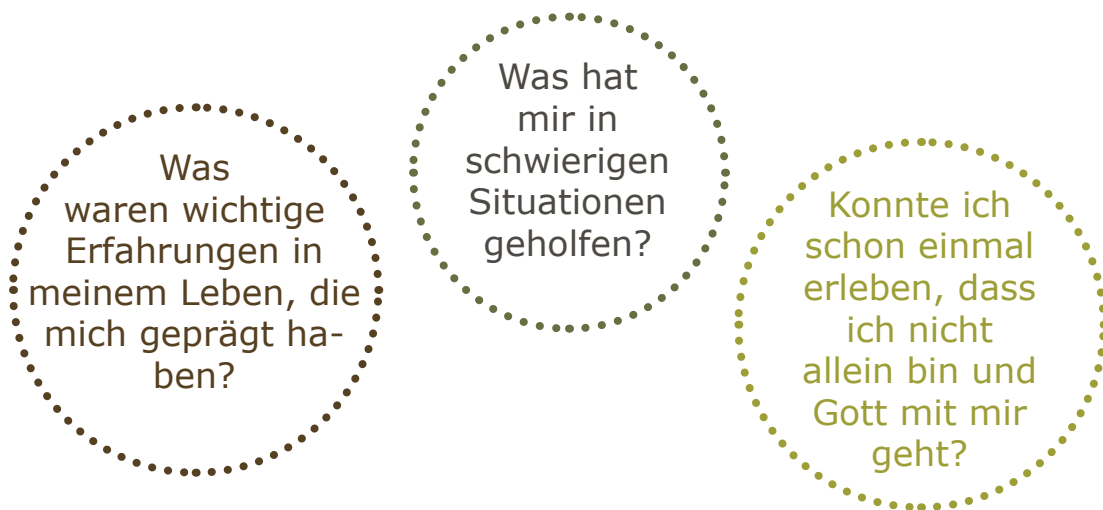 Was
waren wichtige
Erfahrungen in
meinem Leben, die
mich geprägt ha-
ben?
Was hat
mir in
schwierigen
Situationen
geholfen?
Konnte ich
schon einmal
erleben, dass
ich nicht
allein bin und
Gott mit mir
geht?